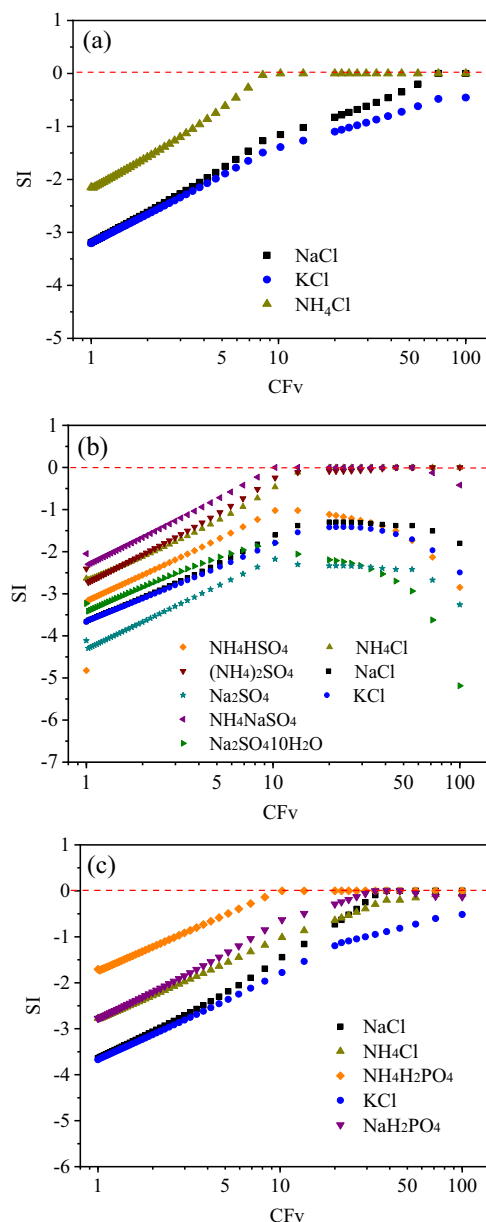 (a)
1
0
-1
-2
-3
-4
-5
SI
NaCl
KCl
NH₄Cl
1 5 10 50 100
CFv
(b)
1
0
-1
-2
-3
-4
-5
-6
-7
SI
NH₄HSO₄ NH₄Cl
(NH₄)₂SO₄ NaCl
Na₂SO₄ KCl
NH₄NaSO₄
Na₂SO₄10H₂O
1 5 10 50 100
CFv
(c)
1
0
-1
-2
-3
-4
-5
-6
SI
NaCl
NH₄Cl
NH₄H₂PO₄
KCl
NaH₂PO₄
1 5 10 50 100
CFv